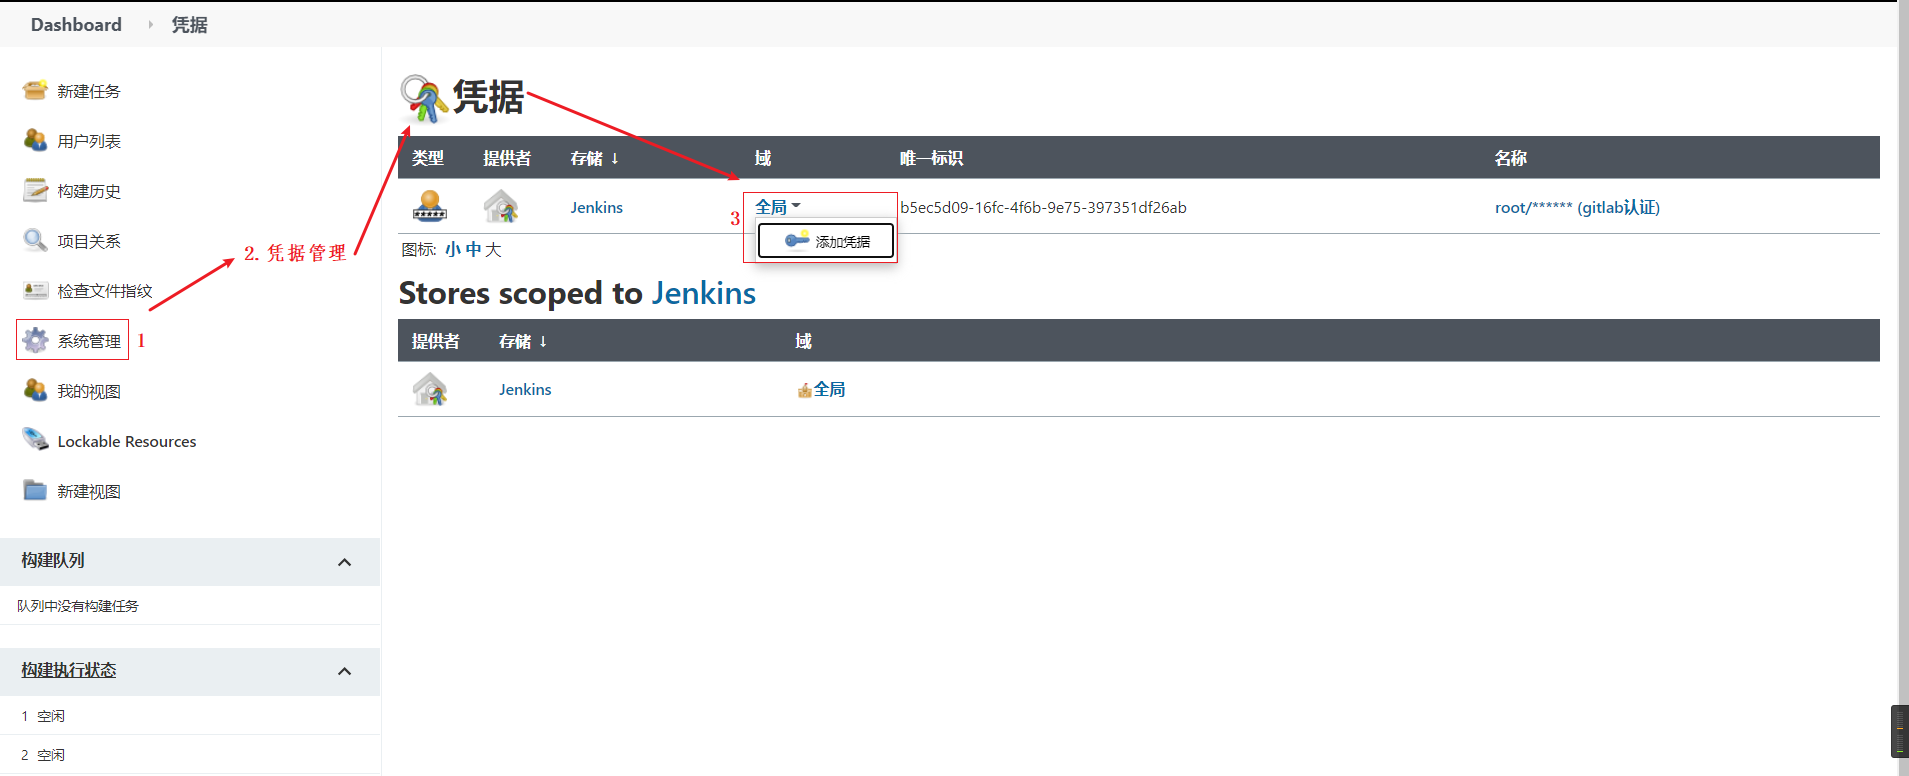 Dashboard 凭据
新建任务
用户列表
构建历史
项目关系
检查文件指纹
系统管理 1
我的视图
Lockable Resources
新建视图
构建队列
队列中没有构建任务
构建执行状态
1 空闲
2 空闲
2. 凭据管理
凭据
类型 提供者 存储 ↓ 域 唯一标识 名称
Jenkins 全局 b5ec5d09-16fc-4f6b-9e75-397351df26ab root/****** (gitlab认证)
3
添加凭据
图标: 小 中 大
Stores scoped to Jenkins
提供者 存储 ↓ 域
Jenkins 全局